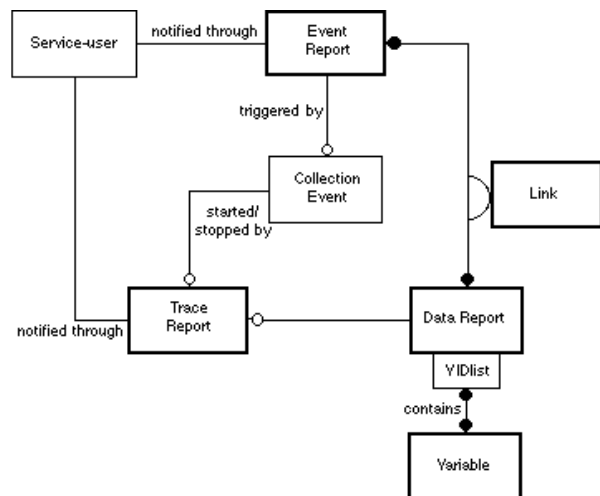 Service-user
notified through
Event
Report
triggered by
Collection
Event
Link
started/
stopped by
Trace
Report
Data Report
notified through
VIDlist
contains
Variable